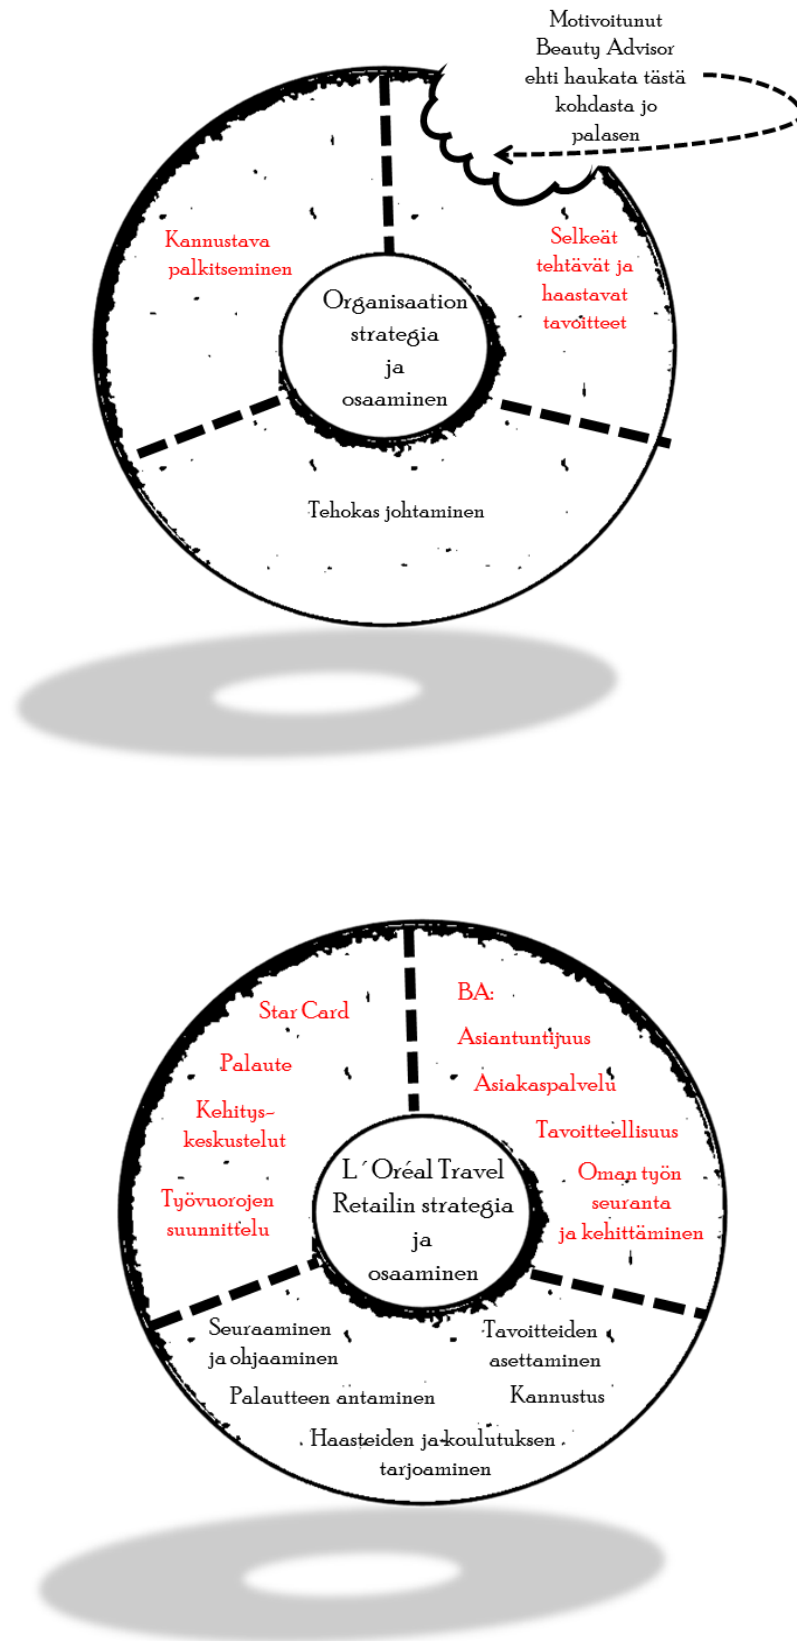 Motivoitunut
Beauty Advisor
ehti haukata tästä
kohdasta jo
palasen
Kannustava
palkitseminen
Selkeät
tehtävät ja
haastavat
tavoitteet
Organisaation
strategia
ja
osaaminen
Tehokas johtaminen
Star Card
Palaute
Kehitys-
keskustelut
Työvuorojen
suunnittelu
BA:
Asiantuntijuus
Asiakaspalvelu
Tavoitteellisuus
Oman työn
seuranta
ja kehittäminen
L´Oréal Travel
Retailin strategia
ja
osaaminen
Seuraaminen
ja ohjaaminen
Tavoitteiden
asettaminen
Palautteen antaminen
Kannustus
Haasteiden ja koulutuksen
tarjoaminen